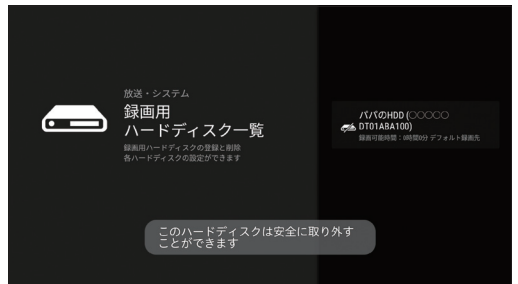 放送・システム
録画用
ハードディスク一覧
録画用ハードディスクの登録と削除
各ハードディスクの設定ができます
パパのHDD (○○○○○
DT01ABA100)
録画可能時間：0時間0分 デフォルト録画先
このハードディスクは安全に取り外す
ことができます